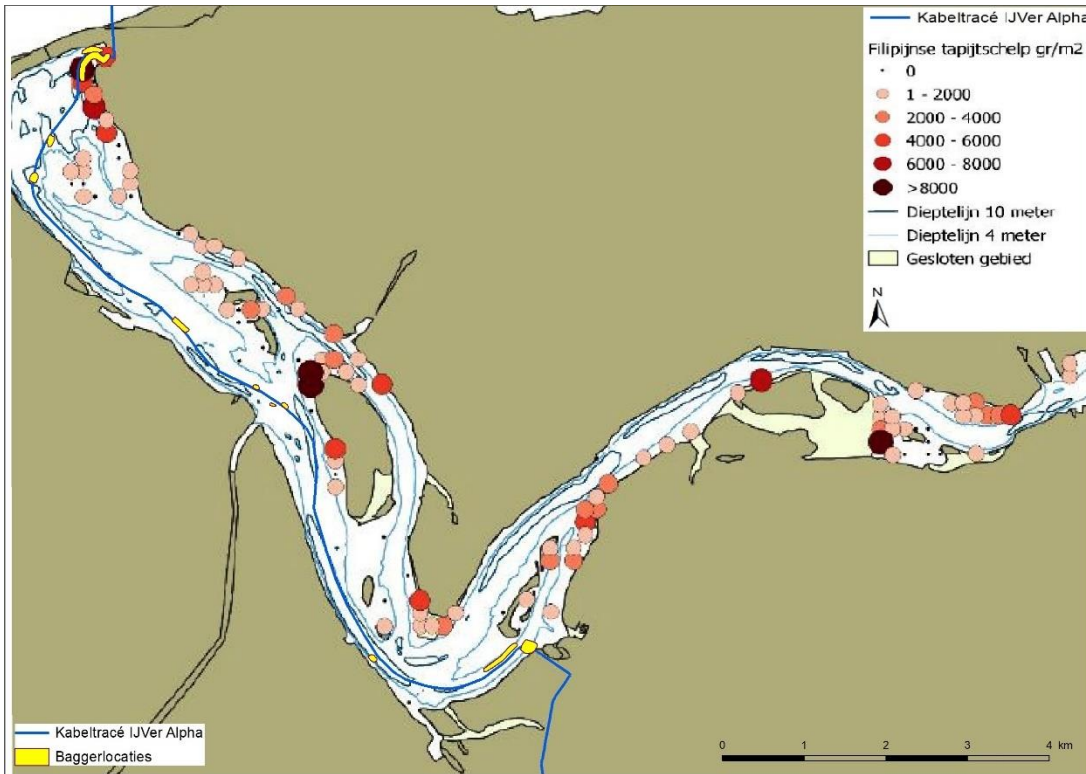 Kabeltracé IJVer Alpha
Filipijnse tapijtschelp gr/m2
0
1 - 2000
2000 - 4000
4000 - 6000
6000 - 8000
>8000
Dieptelijn 10 meter
Dieptelijn 4 meter
Gesloten gebied
N
Kabeltracé IJVer Alpha
Baggerlocaties
0 1 2 3 4 km